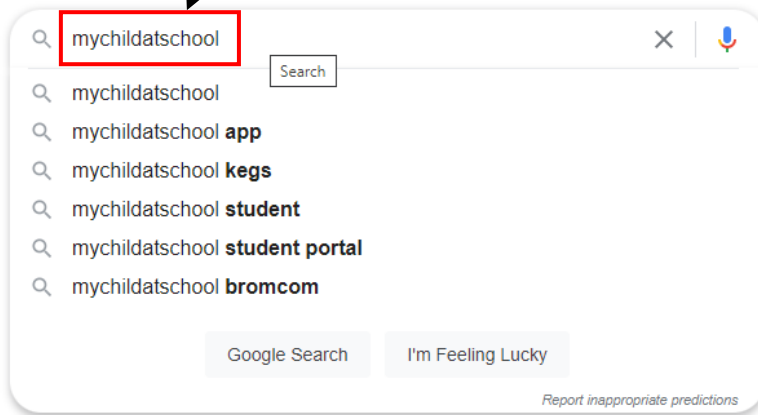 mychildatschool
Search
mychildatschool
mychildatschool app
mychildatschool kegs
mychildatschool student
mychildatschool student portal
mychildatschool bromcom
Google Search I'm Feeling Lucky
Report inappropriate predictions